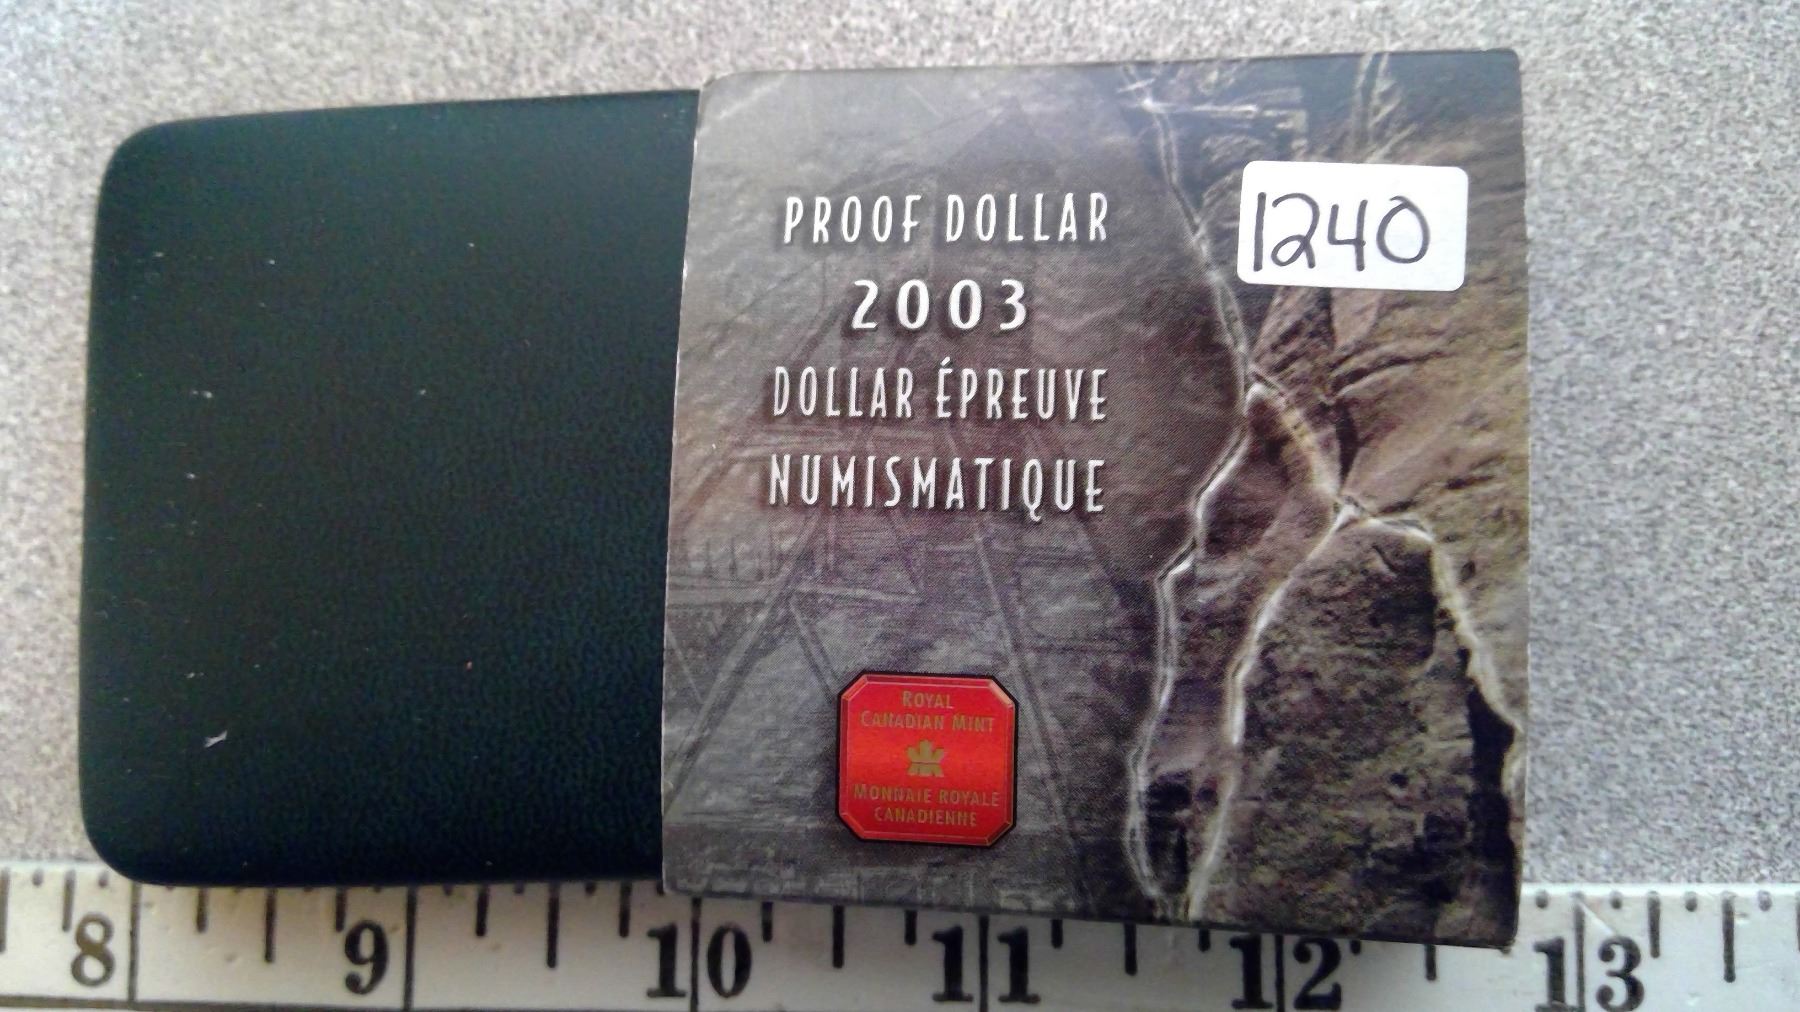 PROOF DOLLAR
1240
2003
DOLLAR ÉPREUVE
NUMISMATIQUE
ROYAL
CANADIAN MINT
MONNAIE ROYALE
CANADIENNE
8 9 10 11 12 13